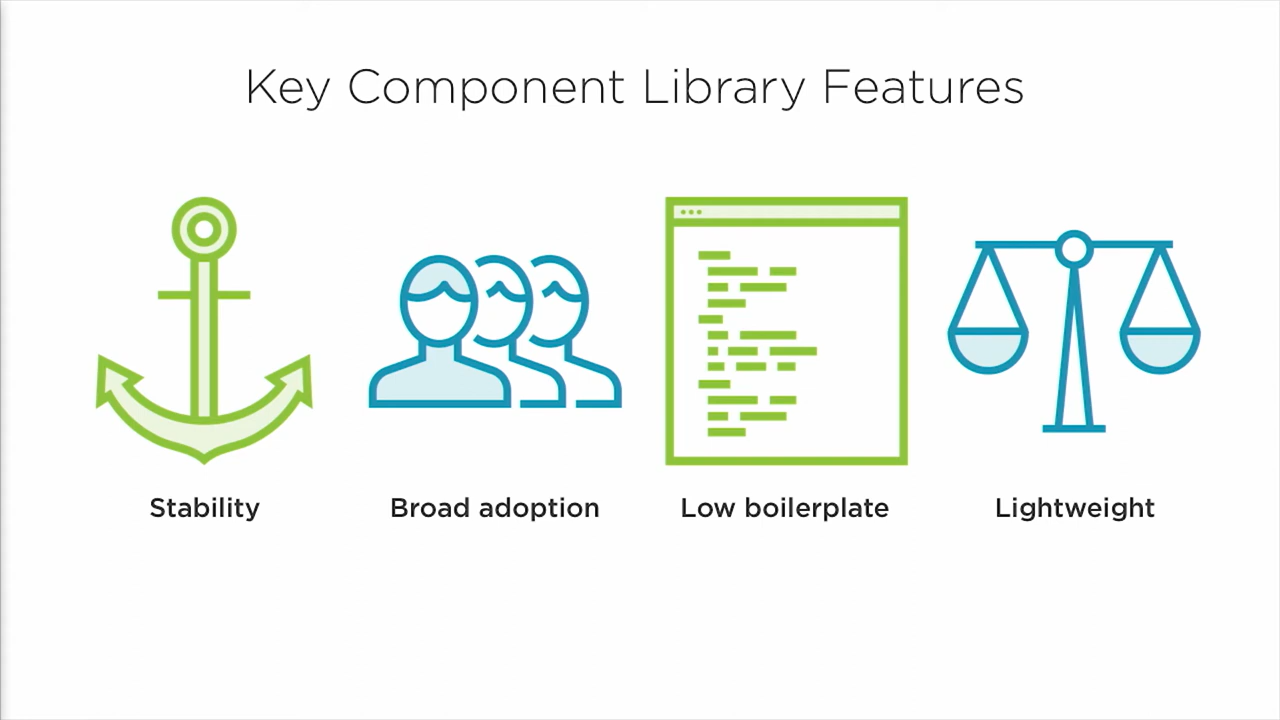 Key Component Library Features
Stability
Broad adoption
Low boilerplate
Lightweight